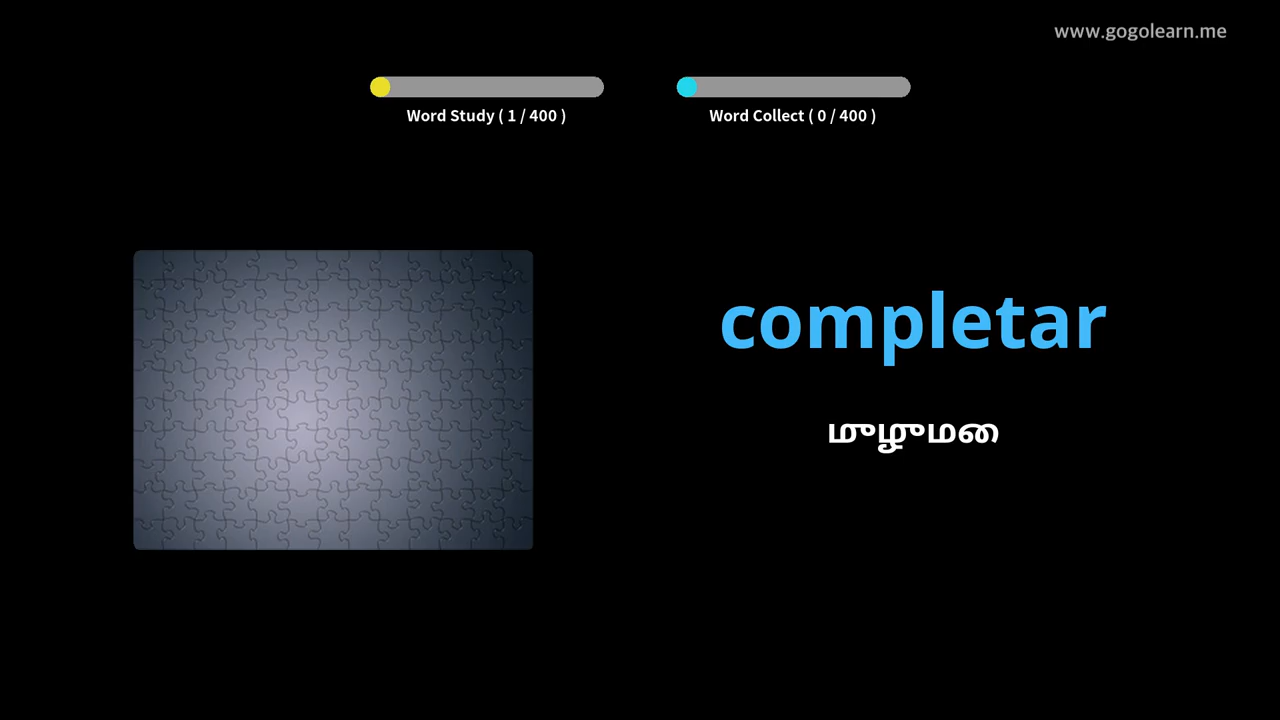 www.gogolearn.me
Word Study ( 1 / 400 )
Word Collect ( 0 / 400 )
completar
முழுமை